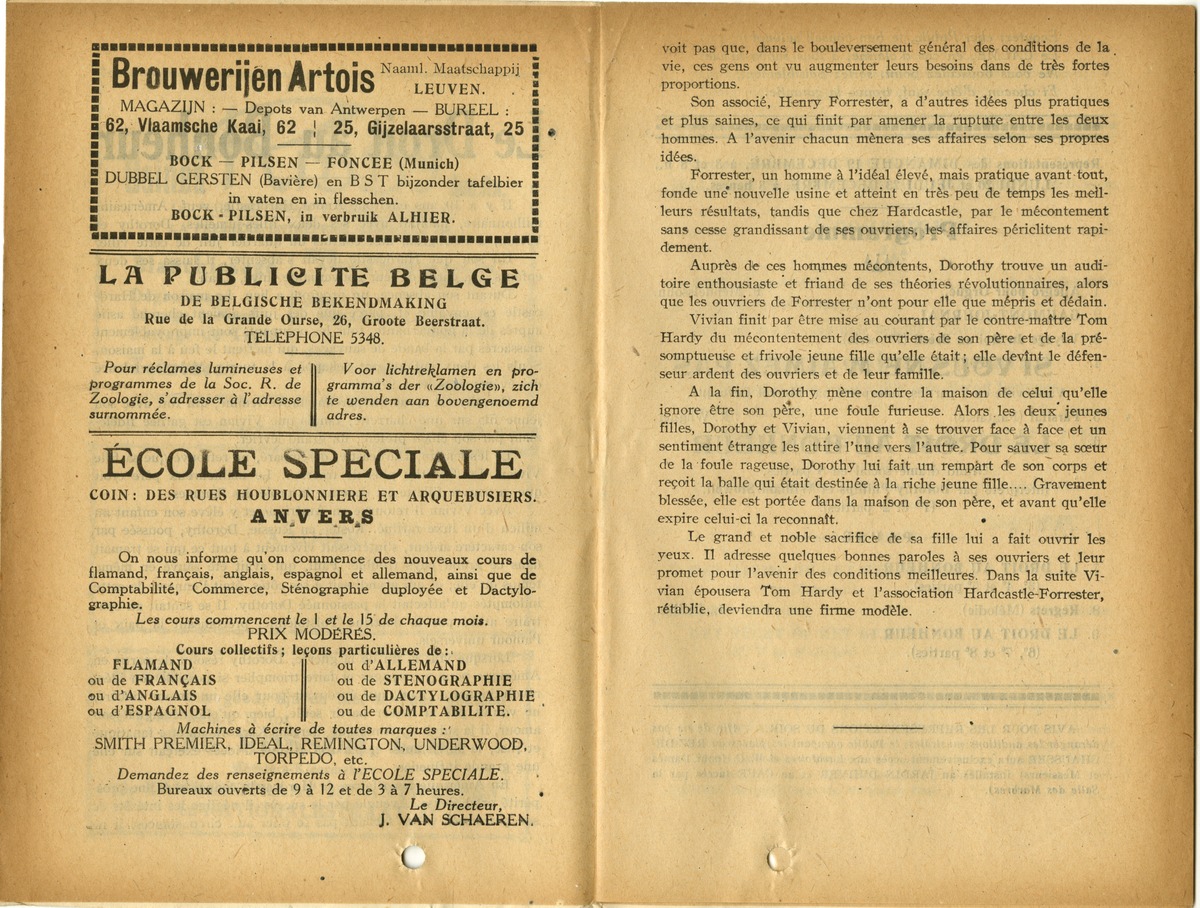 Brouwerijen Artois Naaml. Maatschappij
LEUVEN.
MAGAZIJN : — Depots van Antwerpen — BUREEL :
62, Vlaamsche Kaai, 62 ¦ 25, Gijzelaarsstraat, 25
BOCK — PILSEN — FONCEE (Munich)
DUBBEL GERSTEN (Bavière) en B S T bijzonder tafelbier
in vaten en in flesschen.
BOCK - PILSEN, in verbruik ALHIER.
LA PUBLICITE BELGE
DE BELGISCHE BEKENDMAKING
Rue de la Grande Ourse, 26, Groote Beerstraat.
TÉLÉPHONE 5348.
Pour réclames lumineuses et
programmes de la Soc. R. de
Zoologie, s'adresser à l'adresse
surnommée.
Voor lichtreklamen en pro-
gramma's der «Zoologie», zich
te wenden aan bovengenoemd
adres.
ÉCOLE SPECIALE
COIN: DES RUES HOUBLONNIERE ET ARQUEBUSIERS.
ANVERS
On nous informe qu'on commence des nouveaux cours de
flamand, français, anglais, espagnol et allemand, ainsi que de
Comptabilité, Commerce, Sténographie duployée et Dactylo-
graphie.
Les cours commencent le 1 et le 15 de chaque mois.
PRIX MODÉRÉS.
Cours collectifs; leçons particulières de:
FLAMAND
ou de FRANÇAIS
ou d'ANGLAIS
ou d'ESPAGNOL
ou d'ALLEMAND
ou de STENOGRAPHIE
ou de DACTYLOGRAPHIE
ou de COMPTABILITE.
Machines à écrire de toutes marques :
SMITH PREMIER, IDEAL, REMINGTON, UNDERWOOD,
TORPEDO, etc.
Demandez des renseignements à l'ECOLE SPECIALE.
Bureaux ouverts de 9 à 12 et de 3 à 7 heures.
Le Directeur,
J. VAN SCHAEREN.
voit pas que, dans le bouleversement général des conditions de la
vie, ces gens ont vu augmenter leurs besoins dans de très fortes
proportions.
Son associé, Henry Forrester, a d'autres idées plus pratiques
et plus saines, ce qui finit par amener la rupture entre les deux
hommes. A l'avenir chacun mènera ses affaires selon ses propres
idées.
Forrester, un homme à l'idéal élevé, mais pratique avant tout,
fonde une nouvelle usine et atteint en très peu de temps les meil-
leurs résultats, tandis que chez Hardcastle, par le mécontement
sans cesse grandissant de ses ouvriers, les affaires périclitent rapi-
dement.
Auprès de ces hommes mécontents, Dorothy trouve un audi-
toire enthousiaste et friand de ses théories révolutionnaires, alors
que les ouvriers de Forrester n'ont pour elle que mépris et dédain.
Vivian finit par être mise au courant par le contre-maître Tom
Hardy du mécontentement des ouvriers de son père et de la pré-
somptueuse et frivole jeune fille qu'elle était; elle devînt le défen-
seur ardent des ouvriers et de leur famille.
A la fin, Dorothy mène contre la maison de celui qu'elle
ignore être son père, une foule furieuse. Alors les deux jeunes
filles, Dorothy et Vivian, viennent à se trouver face à face et un
sentiment étrange les attire l'une vers l'autre. Pour sauver sa sœur
de la foule rageuse, Dorothy lui fait un rempart de son corps et
reçoit la balle qui était destinée à la riche jeune fille.... Gravement
blessée, elle est portée dans la maison de son père, et avant qu'elle
expire celui-ci la reconnaît.
Le grand et noble sacrifice de sa fille lui a fait ouvrir les
yeux. Il adresse quelques bonnes paroles à ses ouvriers et leur
promet pour l'avenir des conditions meilleures. Dans la suite Vi-
vian épousera Tom Hardy et l'association Hardcastle-Forrester,
rétablie, deviendra une firme modèle.